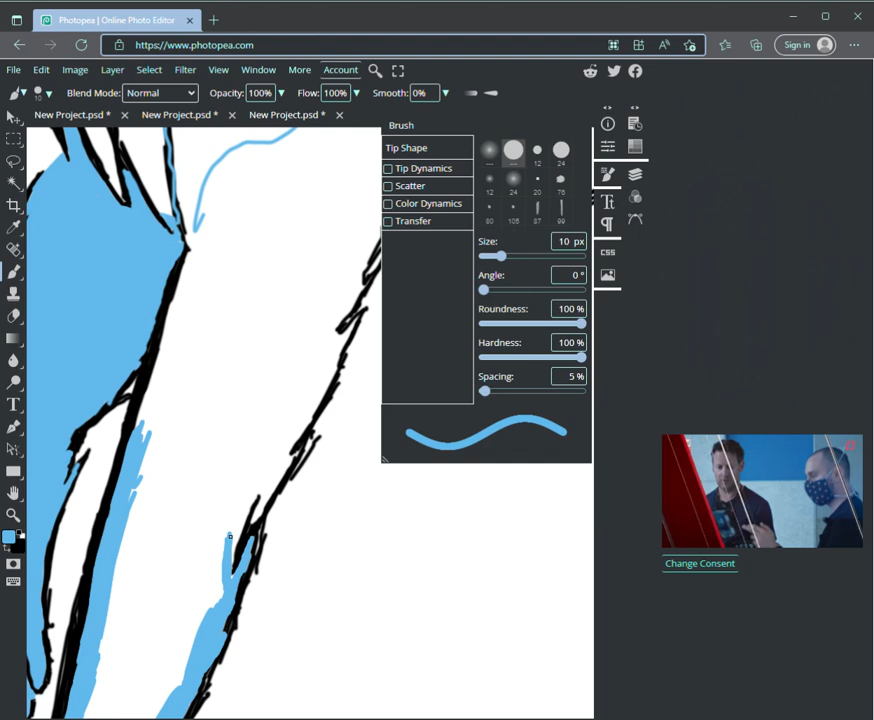 Photopea | Online Photo Editor
https://www.photopea.com
Sign in
File Edit Image Layer Select Filter View Window More Account
10 Blend Mode: Normal Opacity: 100% Flow: 100% Smooth: 0%
New Project.psd * New Project.psd * New Project.psd *
Brush
Tip Shape
Tip Dynamics
Scatter
Color Dynamics
Transfer
--- --- 12 24
12 24 20 76
80 105 87 99
Size: 10 px
Angle: 0°
Roundness: 100%
Hardness: 100%
Spacing: 5%
CSS
Change Consent